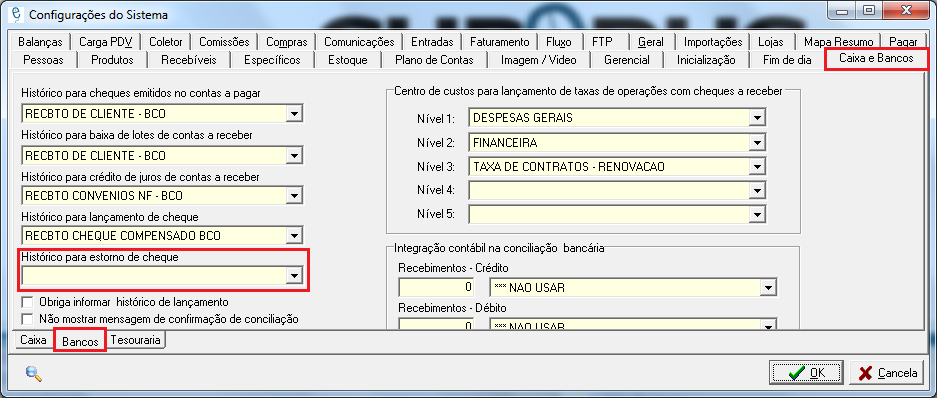 Configurações do Sistema
Balanças Carga PDV Coletor Comissões Compras Comunicações Entradas Faturamento Fluxo FTP Geral Importações Lojas Mapa Resumo Pagar
Pessoas Produtos Recebíveis Específicos Estoque Plano de Contas Imagem / Video Gerencial Inicialização Fim de dia Caixa e Bancos
Histórico para cheques emitidos no contas a pagar
RECBTO DE CLIENTE - BCO
Histórico para baixa de lotes de contas a receber
RECBTO DE CLIENTE - BCO
Histórico para crédito de juros de contas a receber
RECBTO CONVENIOS NF - BCO
Histórico para lançamento de cheque
RECBTO CHEQUE COMPENSADO BCO
Histórico para estorno de cheque
Obriga informar histórico de lançamento
Não mostrar mensagem de confirmação de conciliação
Centro de custos para lançamento de taxas de operações com cheques a receber
Nível 1: DESPESAS GERAIS
Nível 2: FINANCEIRA
Nível 3: TAXA DE CONTRATOS - RENOVACAO
Nível 4:
Nível 5:
Integração contábil na conciliação bancária
Recebimentos - Crédito
0 *** NAO USAR
Recebimentos - Débito
0 *** NAO USAR
Caixa Bancos Tesouraria
OK Cancela